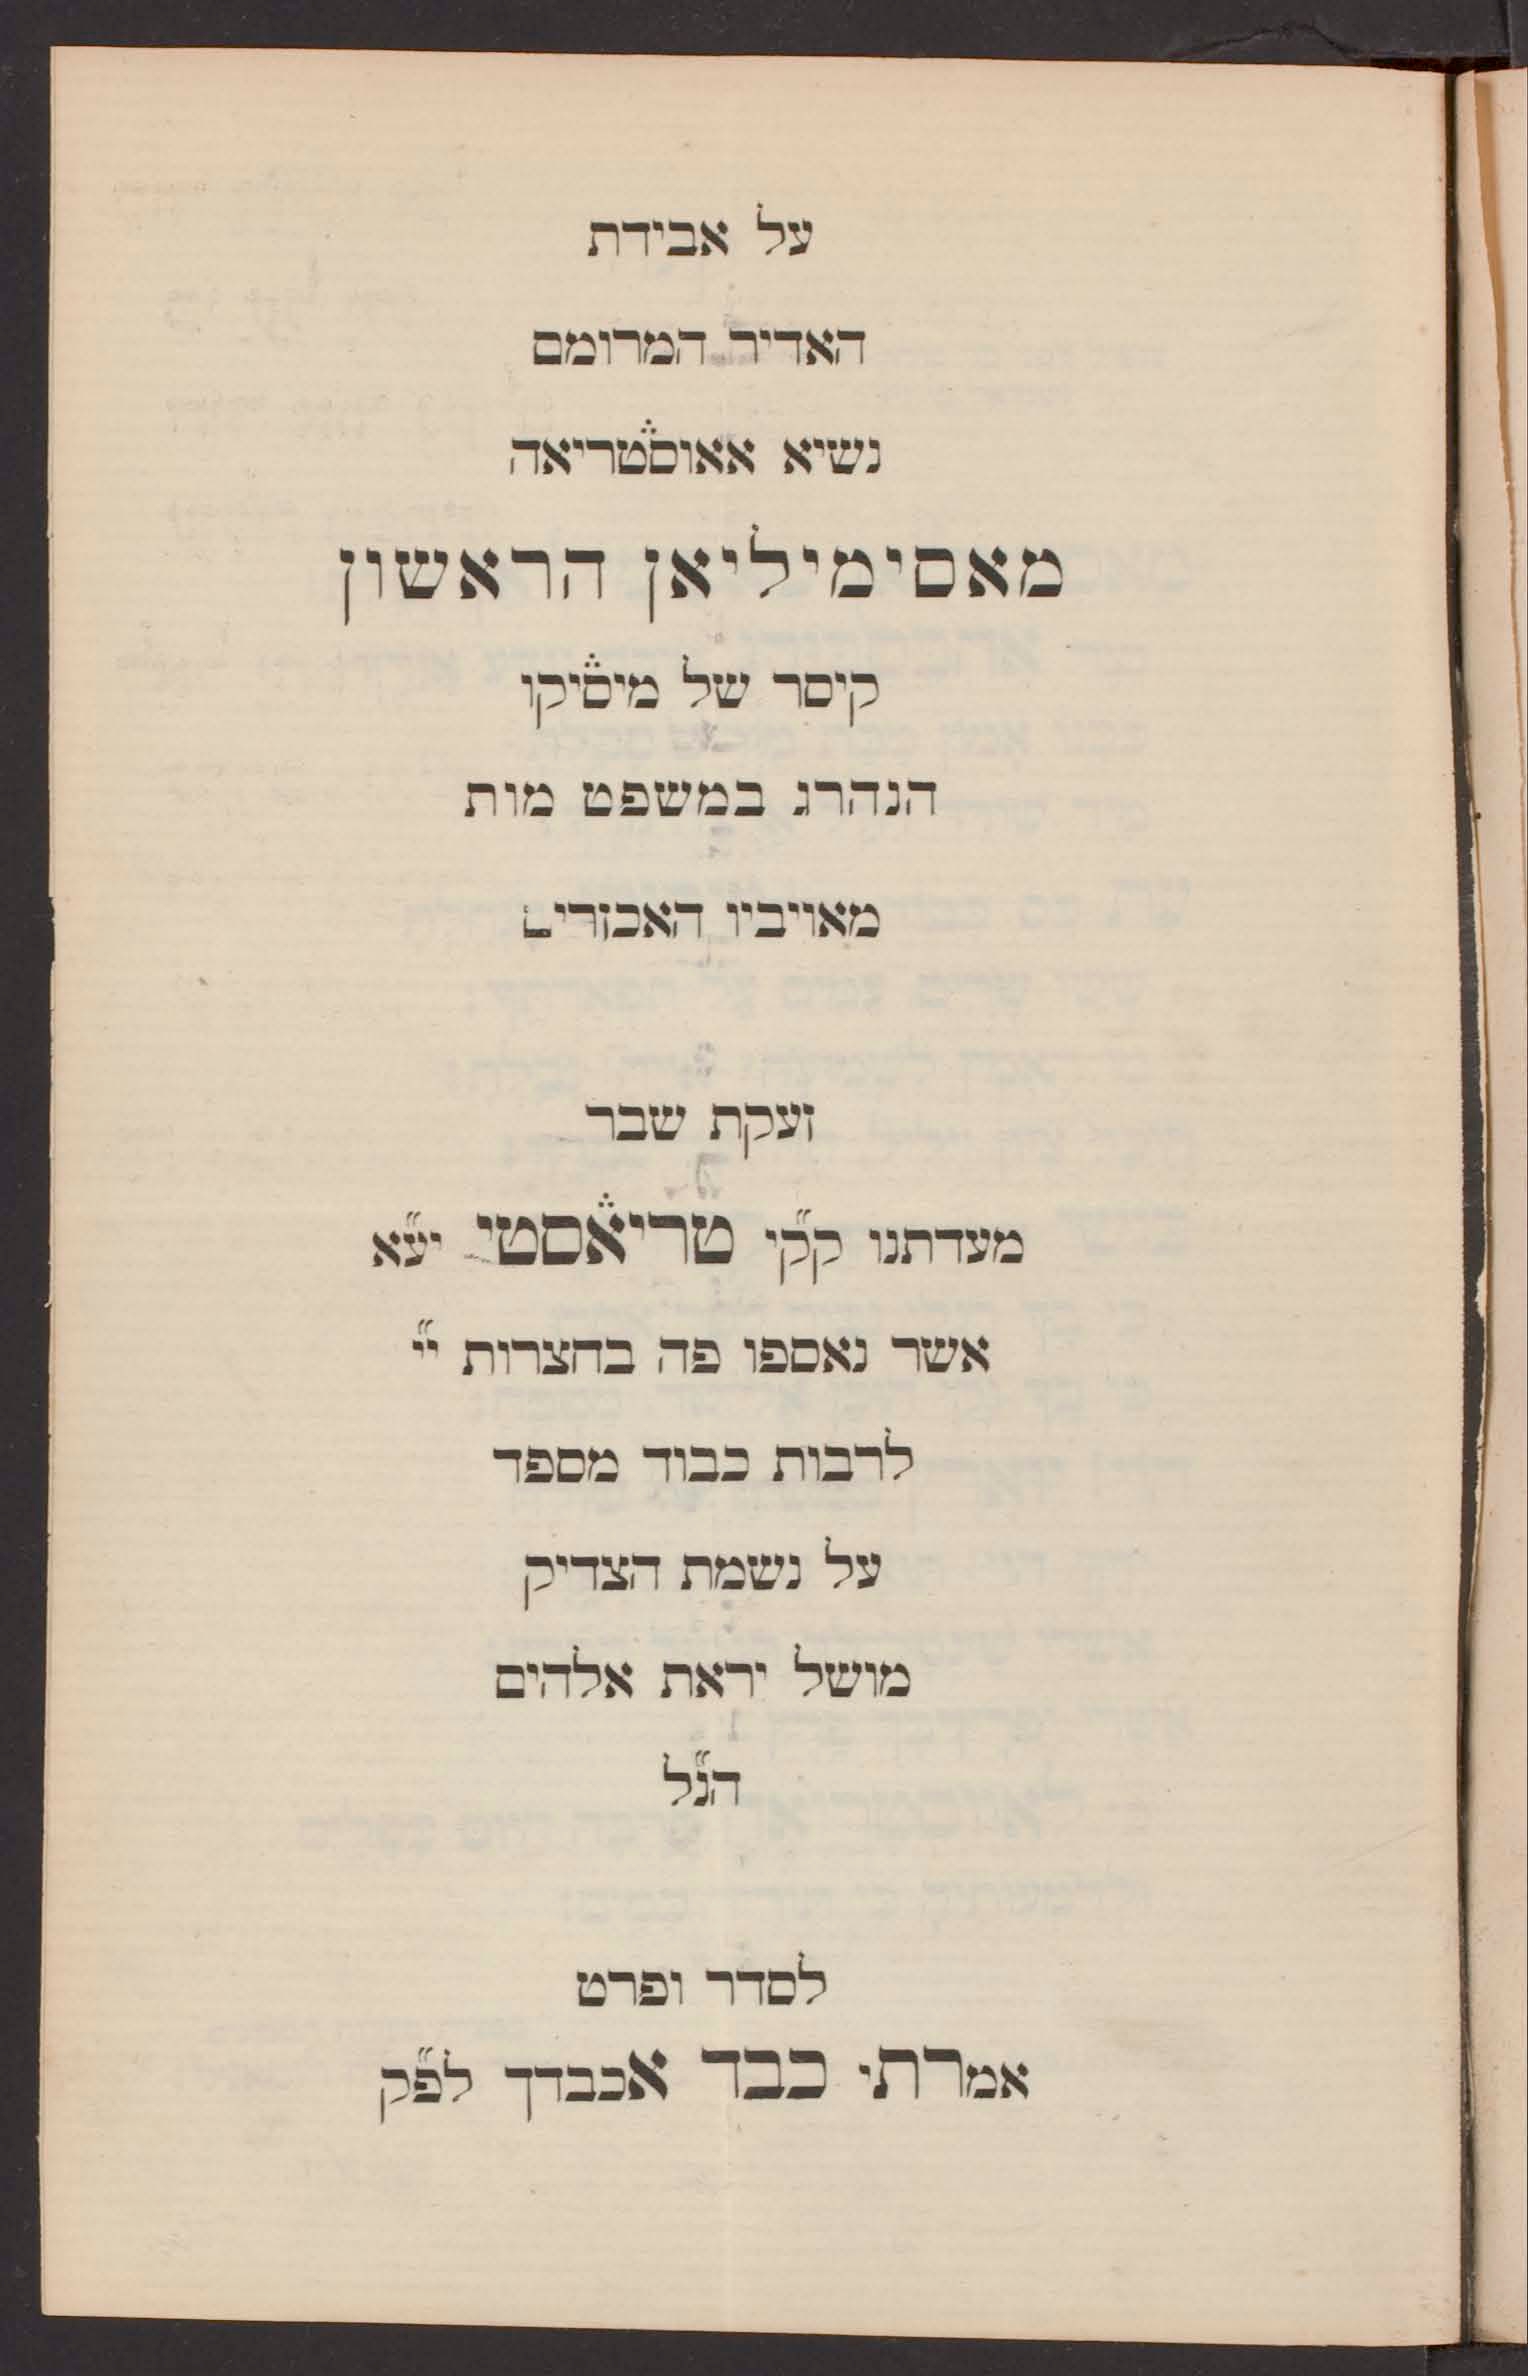 על אבידת
האדיר המרומם
נשיא אאוסטריאה
מאסימיליאן הראשון
קיסר של מיסיקו
הנהרג במשפט מות
מאויביו האכזרים
זעקת שבר
מעדתנו ק״ק טריאסטי יע״א
אשר נאספו פה בחצרות י״י
לרבות כבוד מספד
על נשמת הצדיק
מושל יראת אלהים
הנ״ל
לסדר ופרט
אמרתי כבד אכבדך לפ״ק